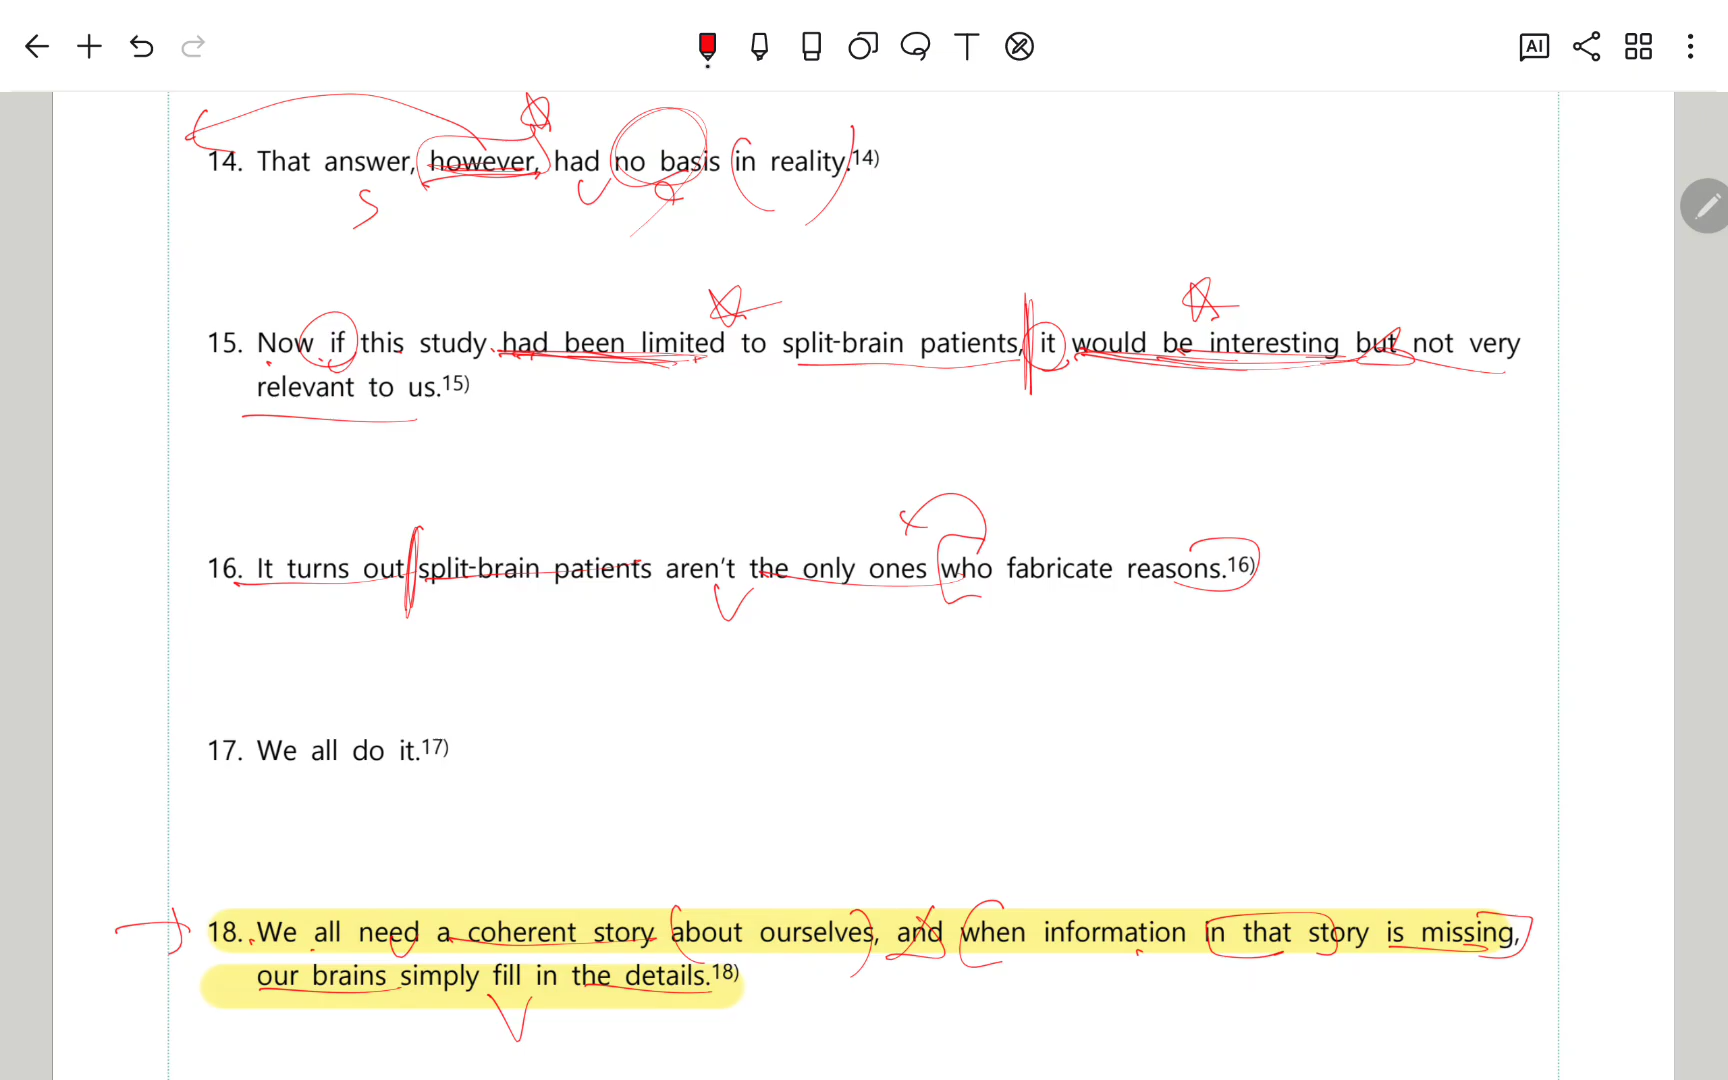 AI
14. That answer, however, had no basis in reality.14)
S
15. Now if this study had been limited to split-brain patients, it would be interesting but not very
relevant to us.15)
16. It turns out split-brain patients aren't the only ones who fabricate reasons.16)
V
17. We all do it.17)
18. We all need a coherent story about ourselves, and when information in that story is missing,
our brains simply fill in the details.18)
V